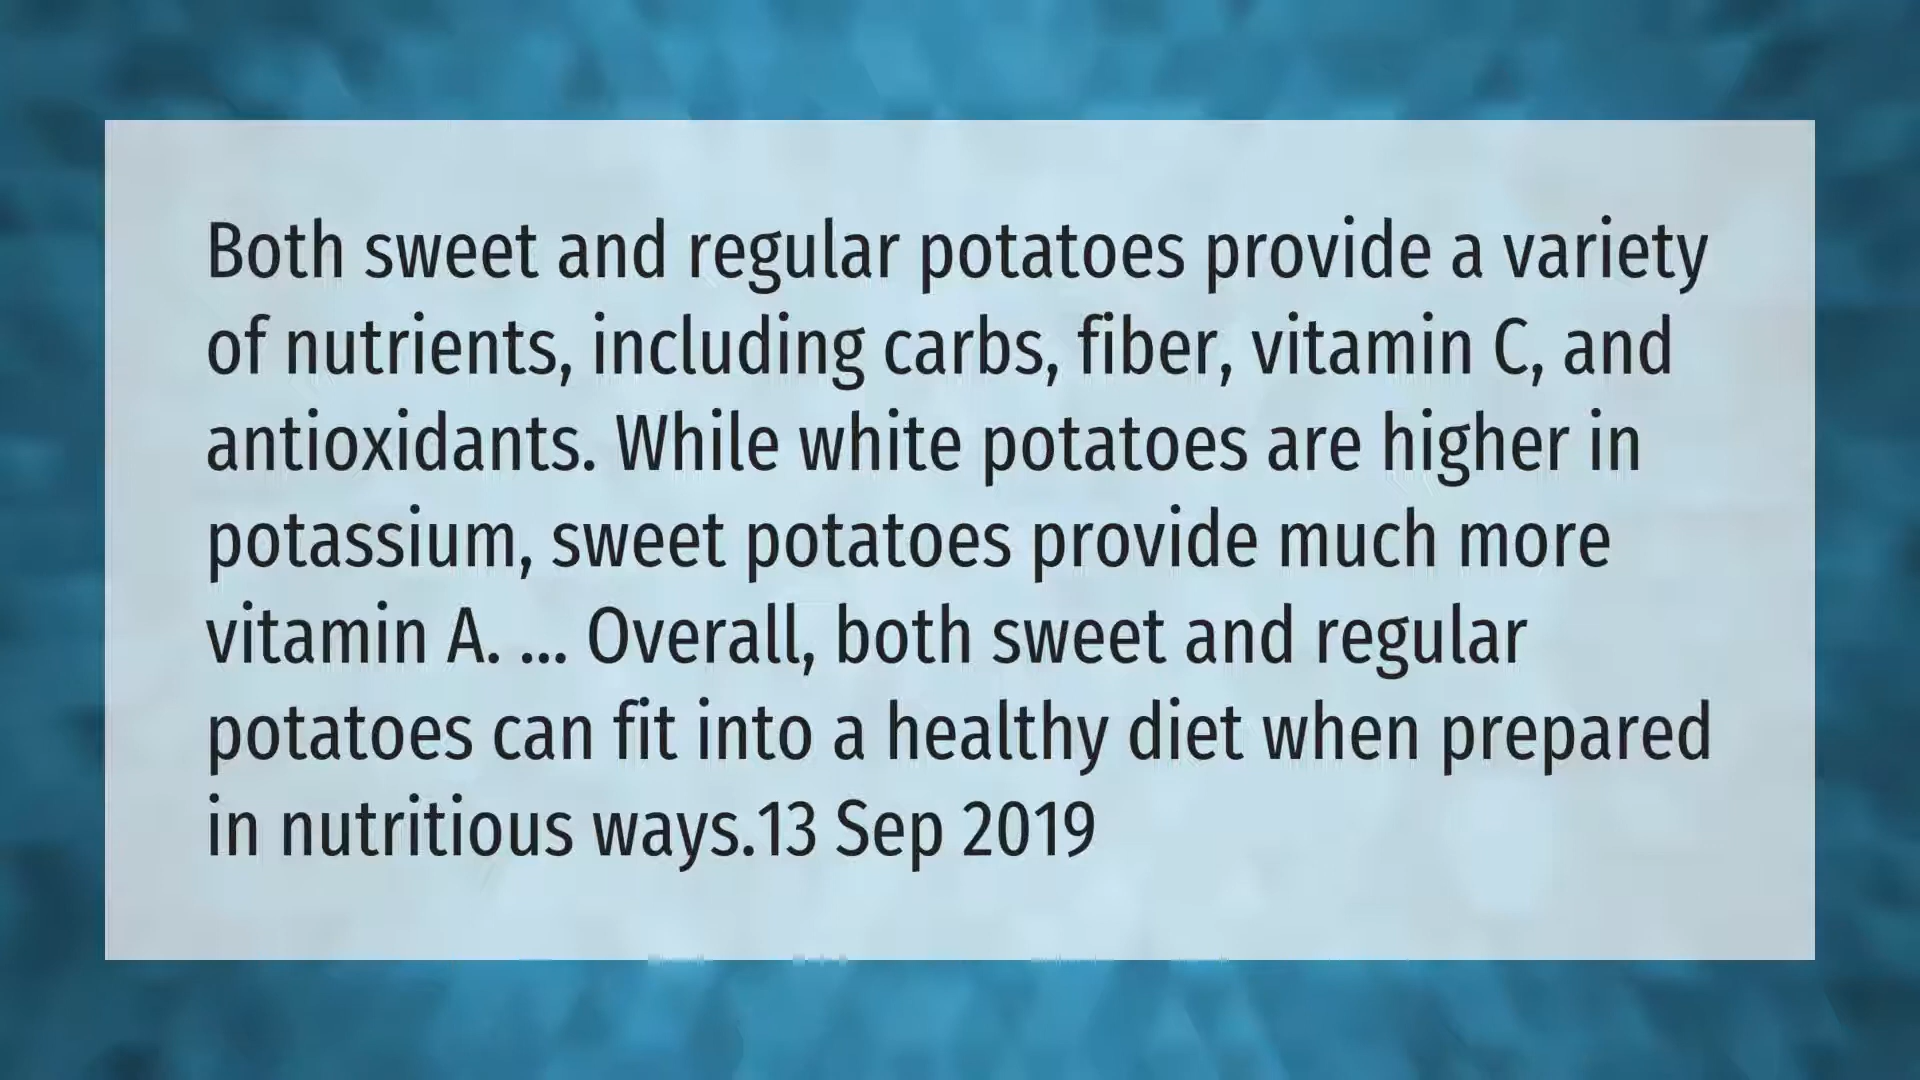 Both sweet and regular potatoes provide a variety
of nutrients, including carbs, fiber, vitamin C, and
antioxidants. While white potatoes are higher in
potassium, sweet potatoes provide much more
vitamin A. ... Overall, both sweet and regular
potatoes can fit into a healthy diet when prepared
in nutritious ways.13 Sep 2019